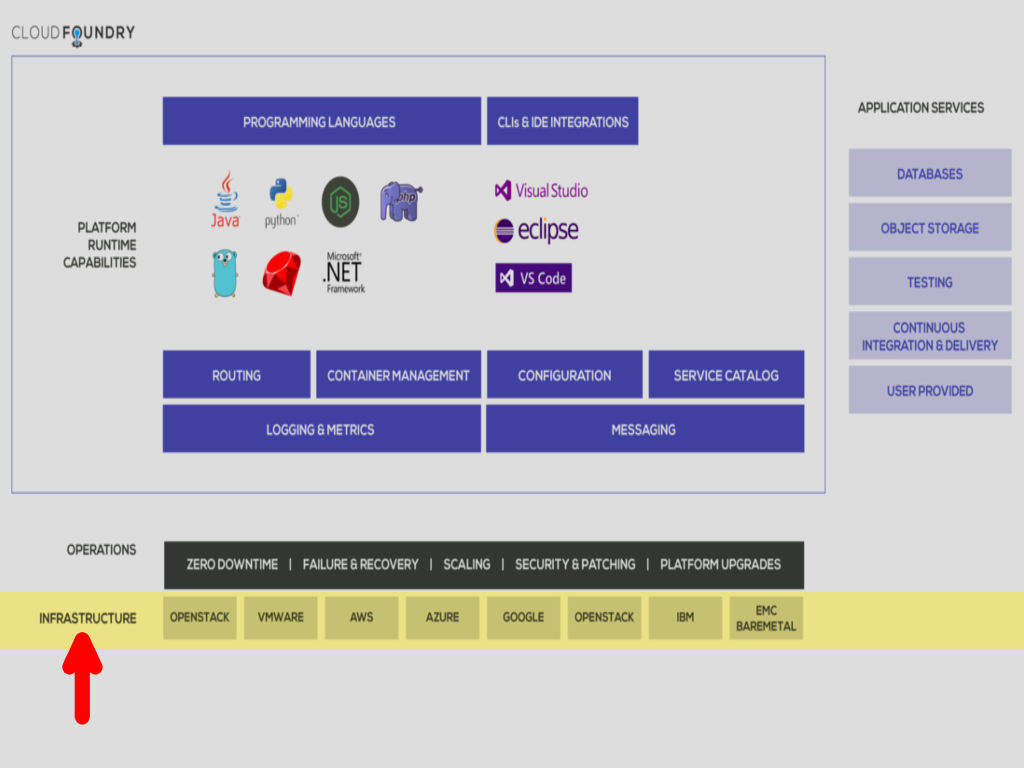 CLOUDFOUNDRY
PROGRAMMING LANGUAGES
CLIs & IDE INTEGRATIONS
APPLICATION SERVICES
PLATFORM
RUNTIME
CAPABILITIES
Java
python
JS
php
Microsoft
.NET
Framework
Visual Studio
eclipse
VS Code
DATABASES
OBJECT STORAGE
TESTING
CONTINUOUS
INTEGRATION & DELIVERY
USER PROVIDED
ROUTING
CONTAINER MANAGEMENT
CONFIGURATION
SERVICE CATALOG
LOGGING & METRICS
MESSAGING
OPERATIONS
ZERO DOWNTIME | FAILURE & RECOVERY | SCALING | SECURITY & PATCHING | PLATFORM UPGRADES
INFRASTRUCTURE
OPENSTACK
VMWARE
AWS
AZURE
GOOGLE
OPENSTACK
IBM
EMC
BAREMETAL